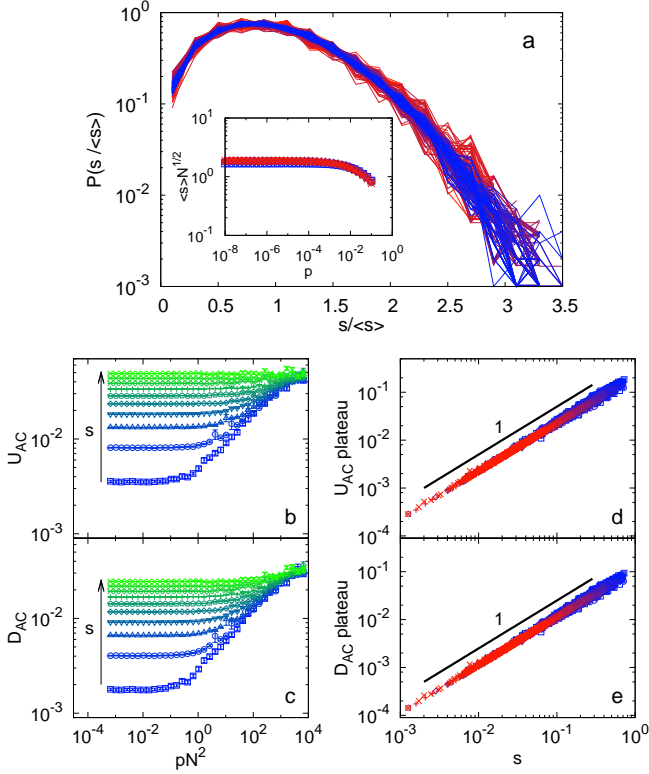 a
10^0
10^-1
10^-2
10^-3
P(s /<s>)
0
0.5
1
1.5
2
2.5
3
3.5
s/<s>
10^1
10^0
10^-1
<s>N^1/2
10^-8
10^-6
10^-4
10^-2
10^0
p
b
10^-2
10^-3
U_AC
s
c
10^-2
10^-3
D_AC
s
10^-4
10^-2
10^0
10^2
10^4
pN^2
d
10^-1
10^-2
10^-3
10^-4
U_AC plateau
1
e
10^-1
10^-2
10^-3
10^-4
D_AC plateau
1
10^-3
10^-2
10^-1
10^0
s